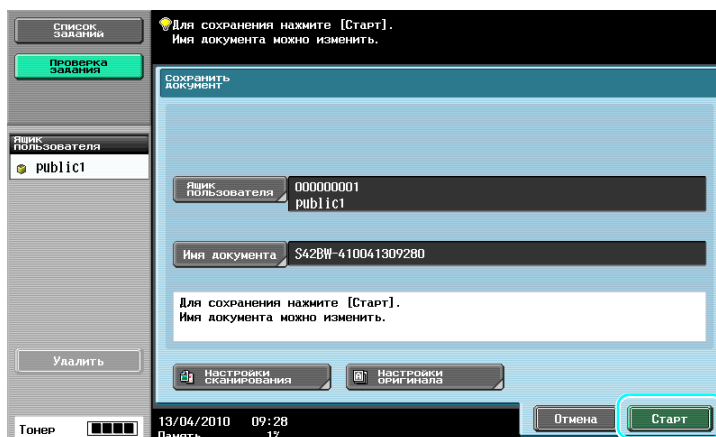 Список
заданий
Для сохранения нажмите [Старт].
Имя документа можно изменить.
Проверка
задания
Сохранить
документ
Ящик
пользователя
public1
Ящик
пользователя
000000001
public1
Имя документа
S42BW-410041309280
Для сохранения нажмите [Старт].
Имя документа можно изменить.
Удалить
Настройки
сканирования
Настройки
оригинала
Отмена
Старт
Тонер
13/04/2010 09:28
Память 1%